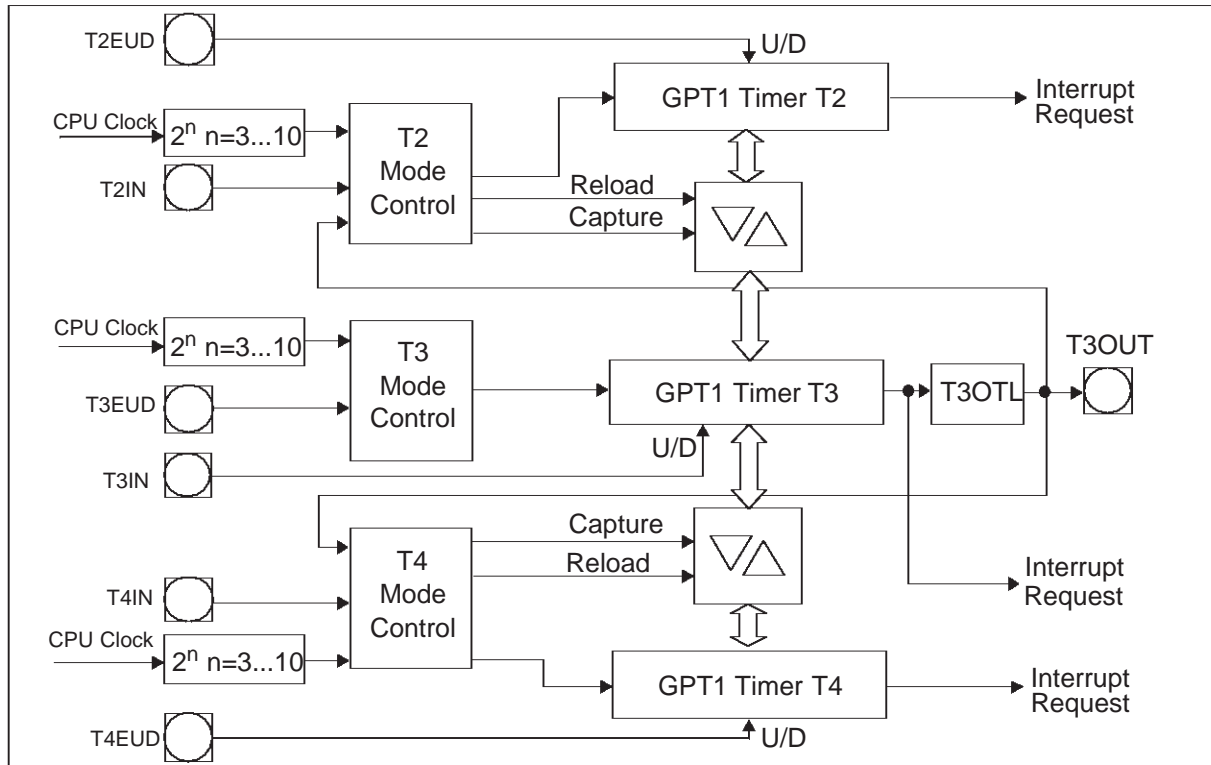 T2EUD
U/D
GPT1 Timer T2
Interrupt
Request
CPU Clock
2ⁿ n=3...10
T2
Mode
Control
T2IN
Reload
Capture
CPU Clock
2ⁿ n=3...10
T3
Mode
Control
T3OUT
GPT1 Timer T3
T3OTL
T3EUD
U/D
T3IN
Capture
Reload
T4
Mode
Control
Interrupt
Request
T4IN
CPU Clock
2ⁿ n=3...10
GPT1 Timer T4
Interrupt
Request
T4EUD
U/D